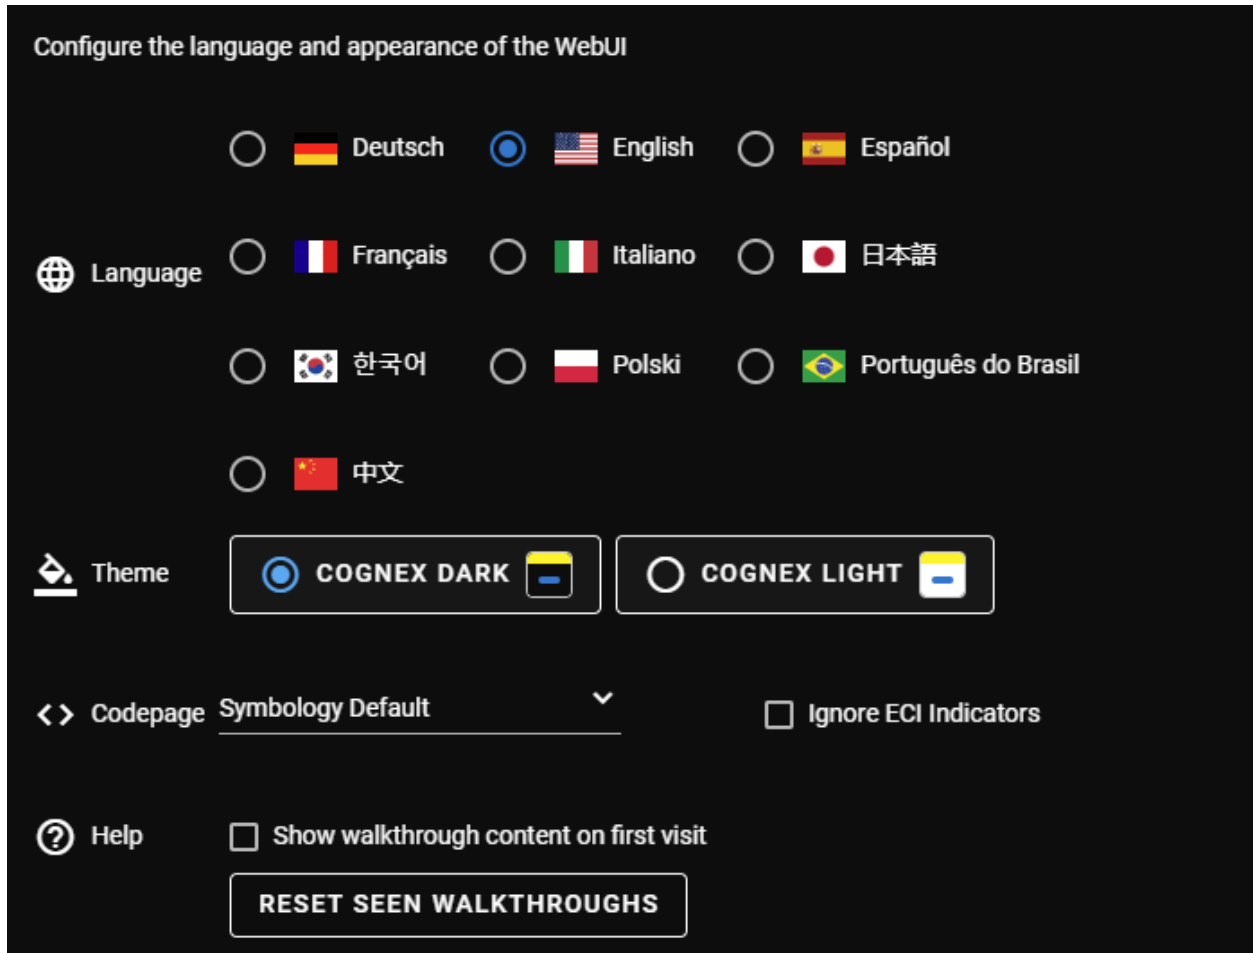 Configure the language and appearance of the WebUI
Deutsch
English
Español
Language
Français
Italiano
日本語
한국어
Polski
Português do Brasil
中文
Theme
COGNEX DARK
COGNEX LIGHT
Codepage
Symbology Default
Ignore ECI Indicators
Help
Show walkthrough content on first visit
RESET SEEN WALKTHROUGHS